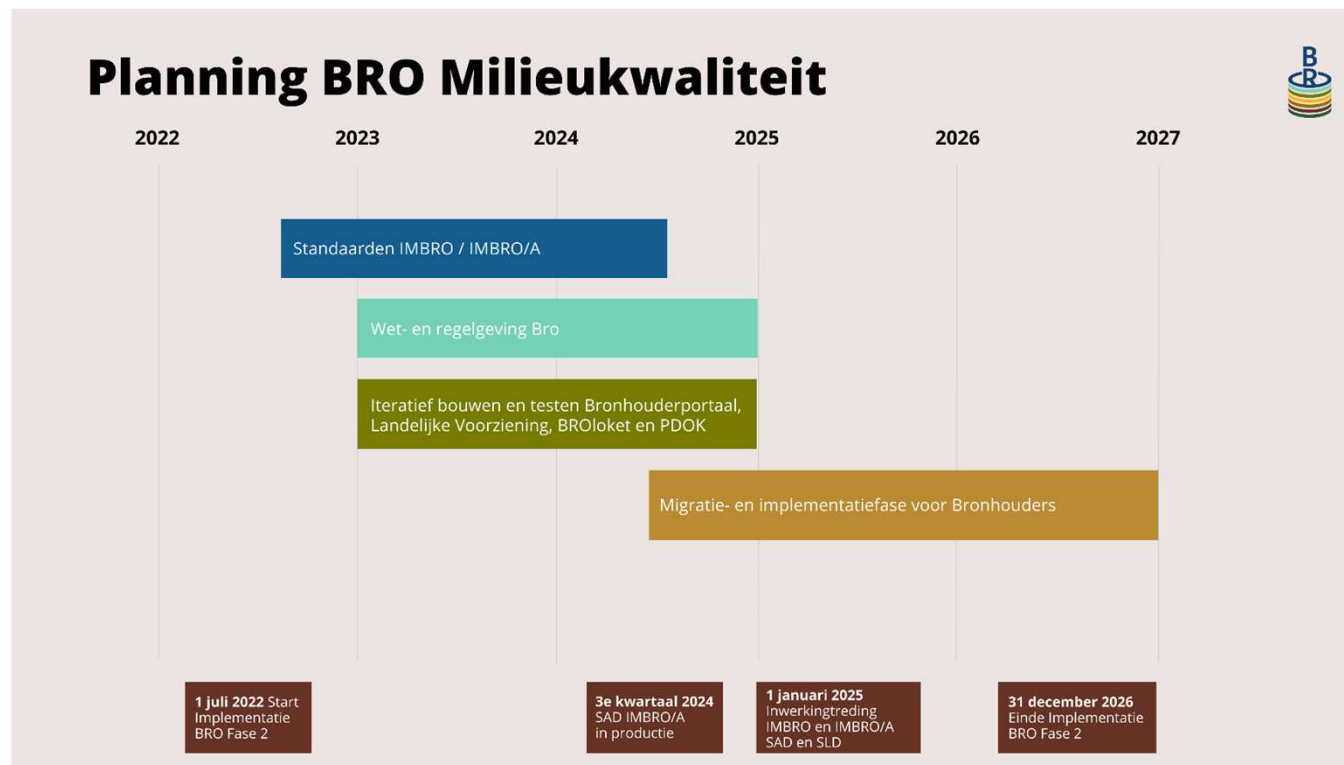 Planning BRO Milieukwaliteit
B
R
2022 2023 2024 2025 2026 2027
Standaarden IMBRO / IMBRO/A
Wet- en regelgeving Bro
Iteratief bouwen en testen Bronhouderportaal,
Landelijke Voorziening, BROloket en PDOK
Migratie- en implementatiefase voor Bronhouders
1 juli 2022 Start
Implementatie
BRO Fase 2
3e kwartaal 2024
SAD IMBRO/A
in productie
1 januari 2025
Inwerkingtreding
IMBRO en IMBRO/A
SAD en SLD
31 december 2026
Einde Implementatie
BRO Fase 2